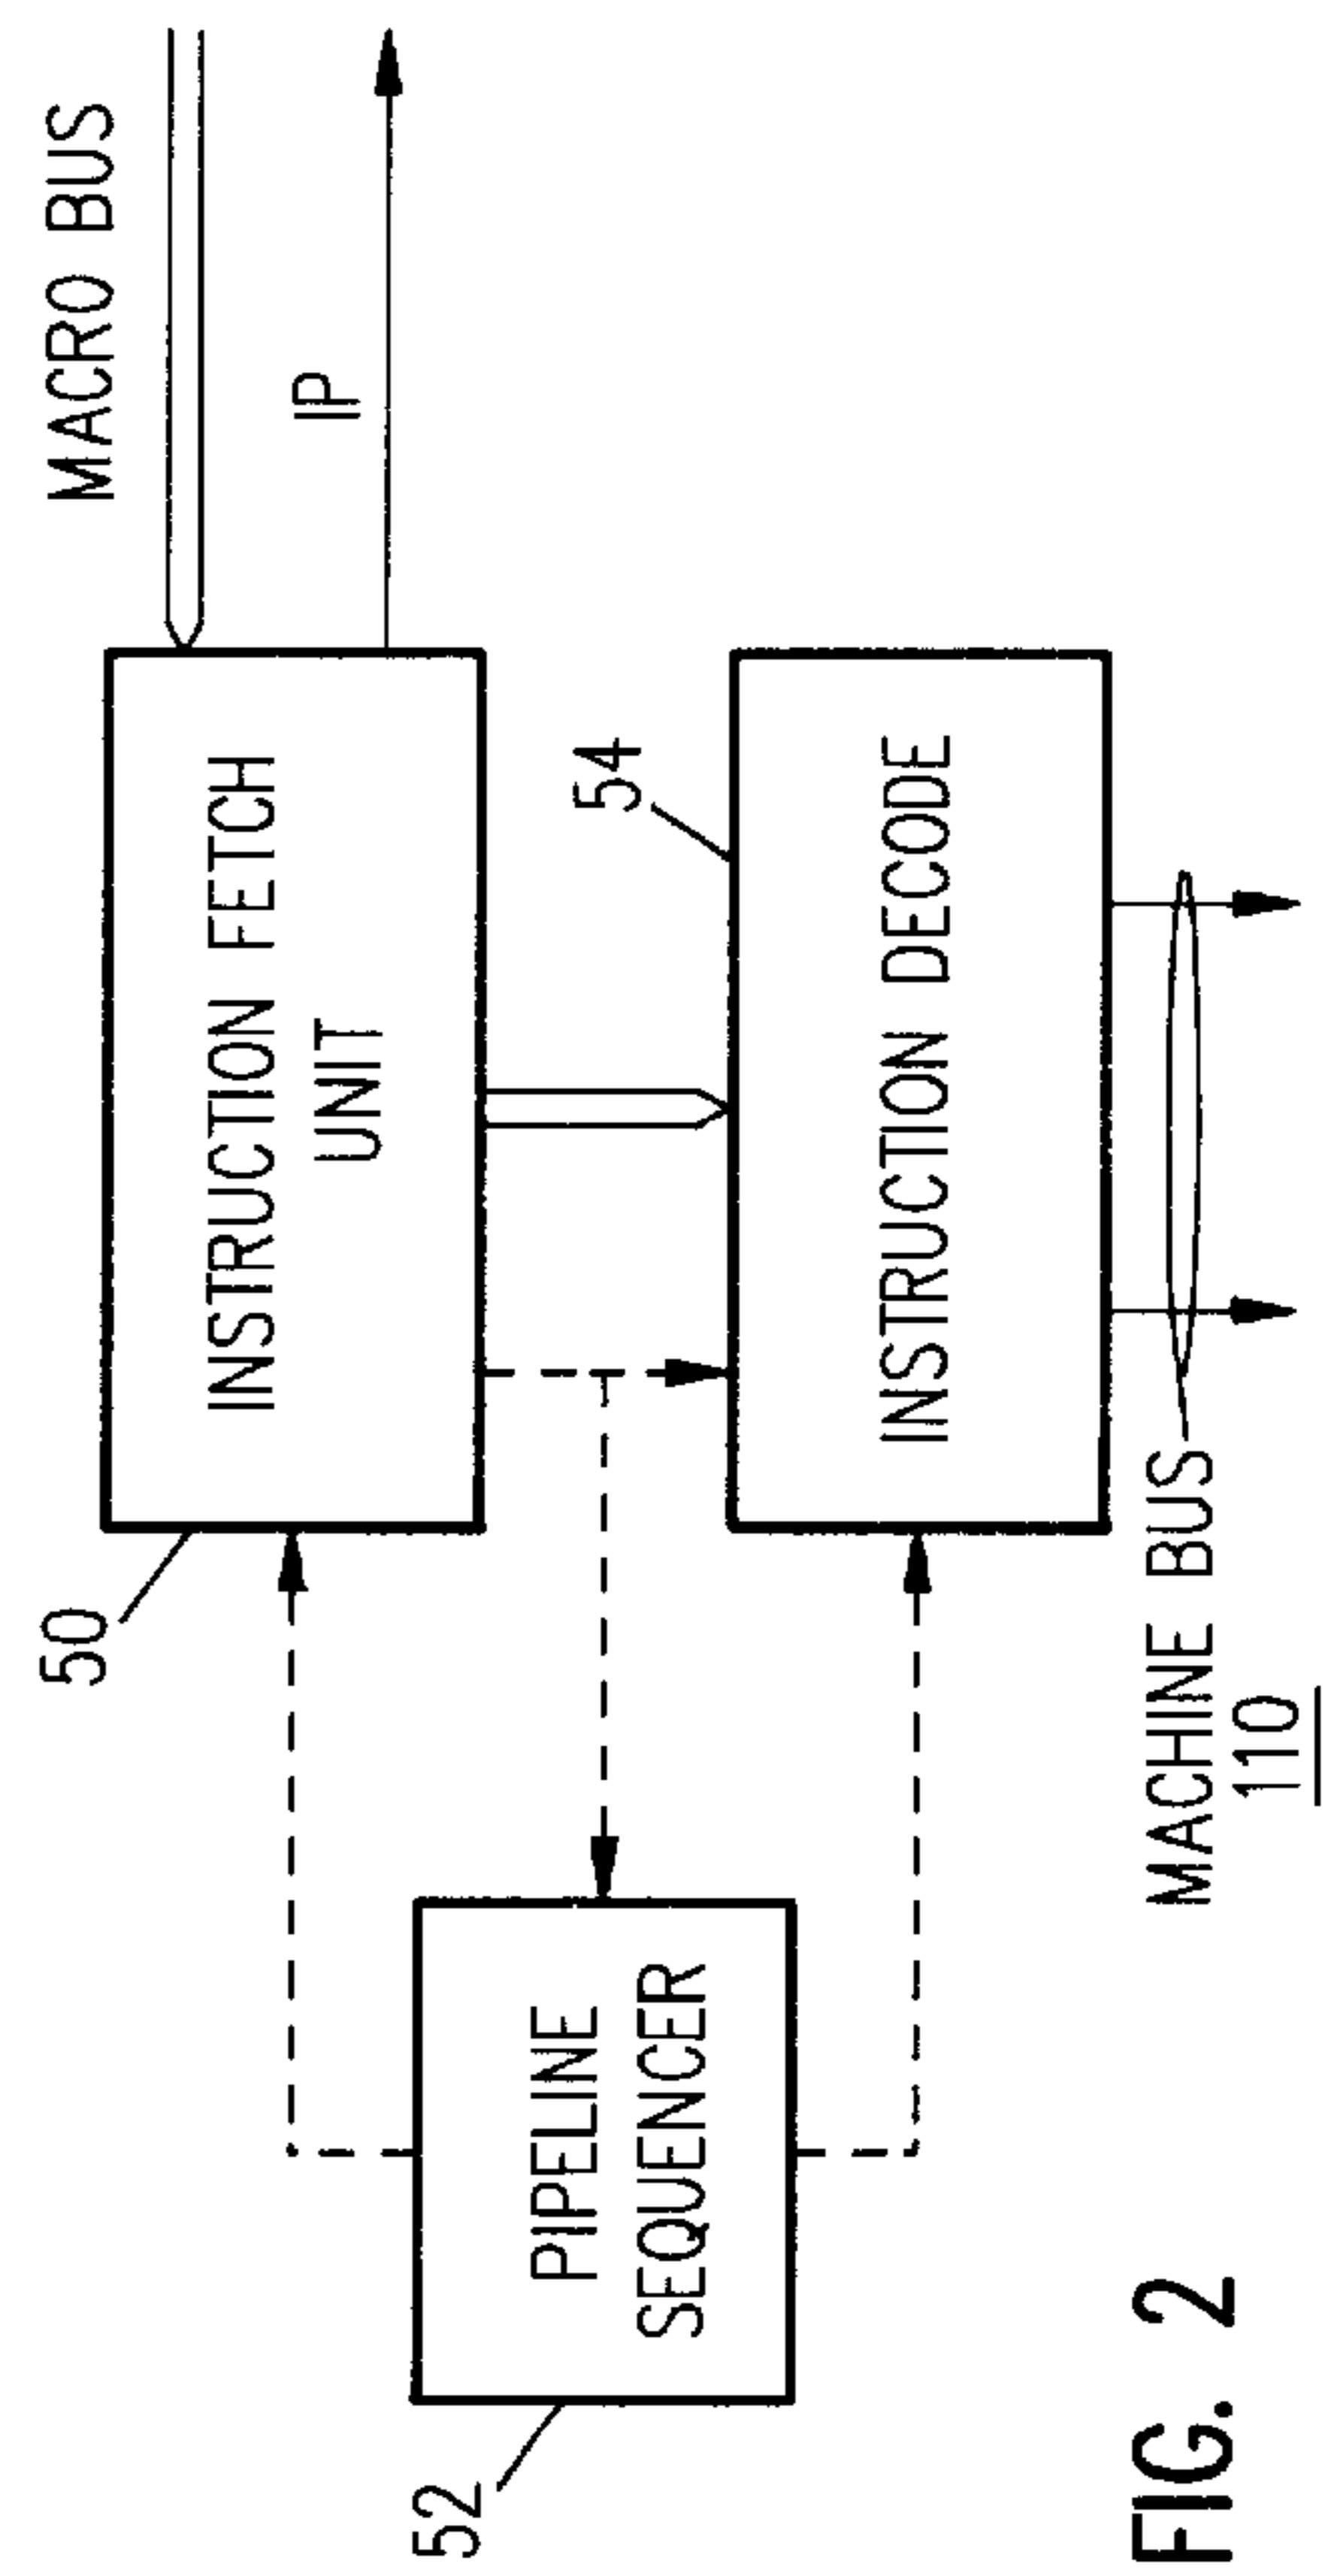 MACRO BUS
IP
50
INSTRUCTION FETCH
UNIT
52
PIPELINE
SEQUENCER
54
INSTRUCTION DECODE
MACHINE BUS
110
FIG. 2